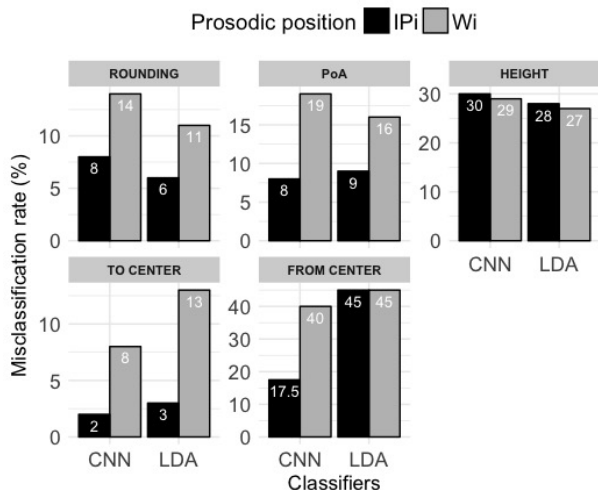 Prosodic position IPi Wi
ROUNDING PoA HEIGHT
Misclassification rate (%)
10
5
0
8 14 6 11
15
10
5
0
8 19 9 16
30
20
10
0
30 29 28 27
CNN LDA
TO CENTER FROM CENTER
10
5
0
2 8 3 13
40
30
20
10
0
17.5 40 45 45
CNN LDA CNN LDA
Classifiers